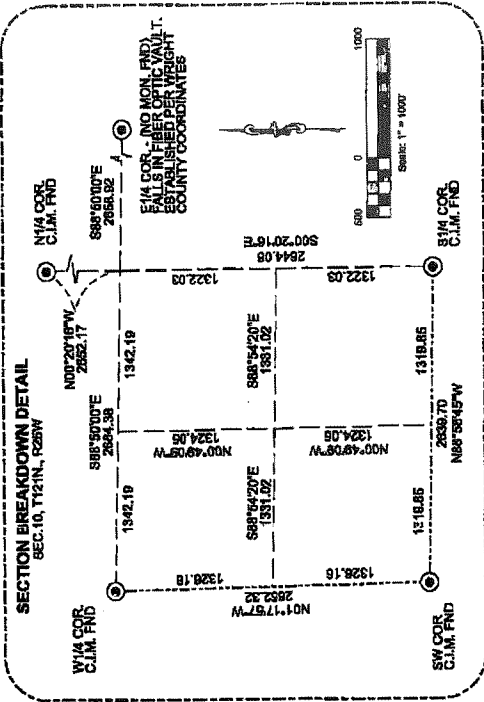 SECTION BREAKDOWN DETAIL
SEC.10, T121N., R26W
N1/4 COR.
C.I.M. FND
N00°20'16"W
2652.17
S88°50'00"E
2658.92
E1/4 COR. - (NO MON. FND)
FALLS IN FIBER OPTIC VAULT.
ESTABLISHED PER WRIGHT
COUNTY COORDINATES
W1/4 COR.
C.I.M. FND
S88°50'00"E
2684.38
1342.19
1342.19
N01°17'57"W
2652.32
1326.16
1326.16
N00°49'09"W
1324.05
N00°49'09"W
1324.05
S88°54'20"E
1331.02
S88°54'20"E
1331.02
S00°20'16"E
2644.06
1322.03
1322.03
SW COR
C.I.M. FND
1319.85
1319.85
2639.70
N88°58'45"W
S1/4 COR.
C.I.M. FND
500
0
1000
Scale: 1" = 1000'